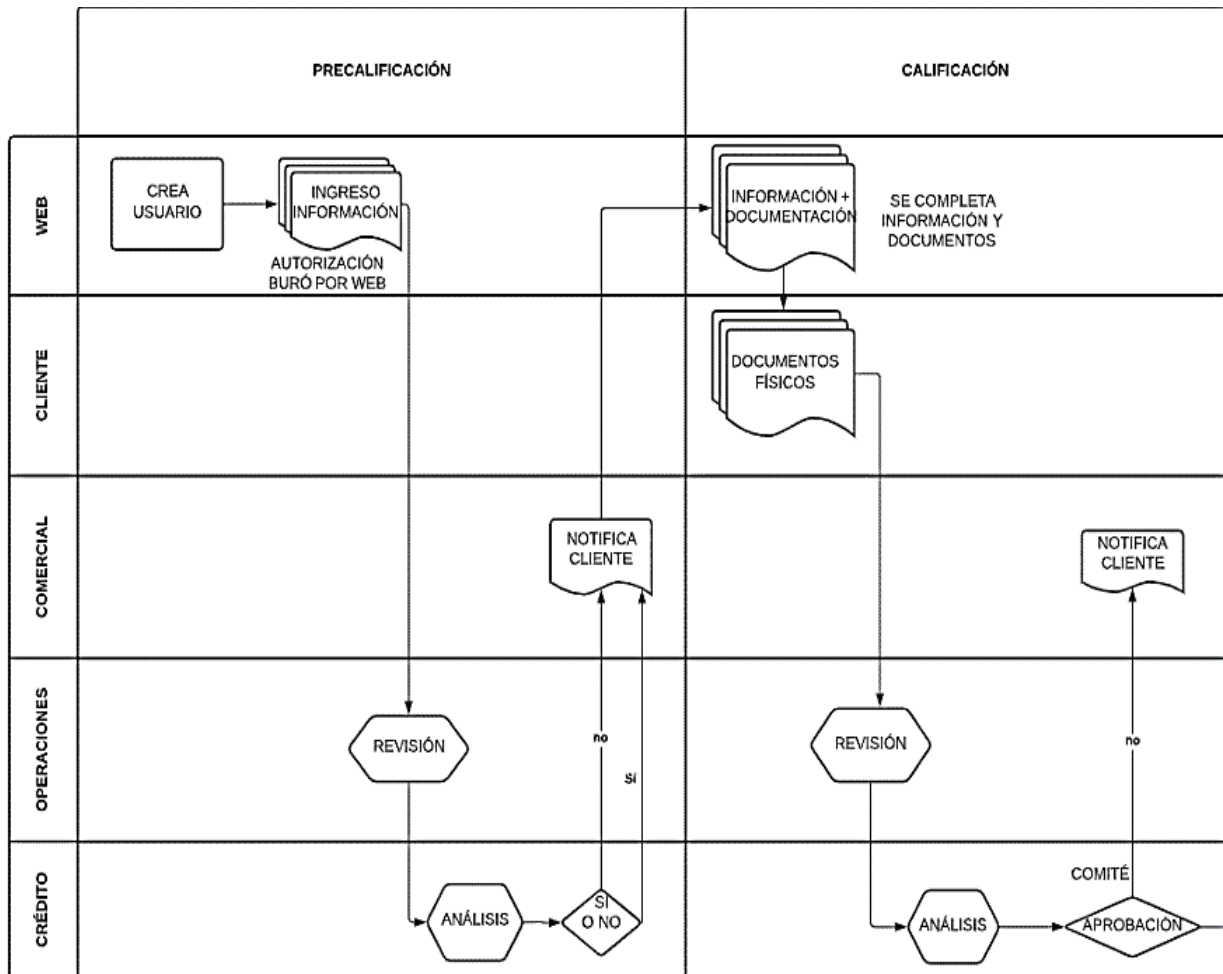 PRECALIFICACIÓN
CALIFICACIÓN
WEB
CREA
USUARIO
INGRESO
INFORMACIÓN
AUTORIZACIÓN
BURÓ POR WEB
INFORMACIÓN +
DOCUMENTACIÓN
SE COMPLETA
INFORMACIÓN Y
DOCUMENTOS
CLIENTE
DOCUMENTOS
FÍSICOS
COMERCIAL
NOTIFICA
CLIENTE
NOTIFICA
CLIENTE
OPERACIONES
REVISIÓN
no
Sí
REVISIÓN
no
CRÉDITO
ANÁLISIS
SÍ
O NO
ANÁLISIS
COMITÉ
APROBACIÓN